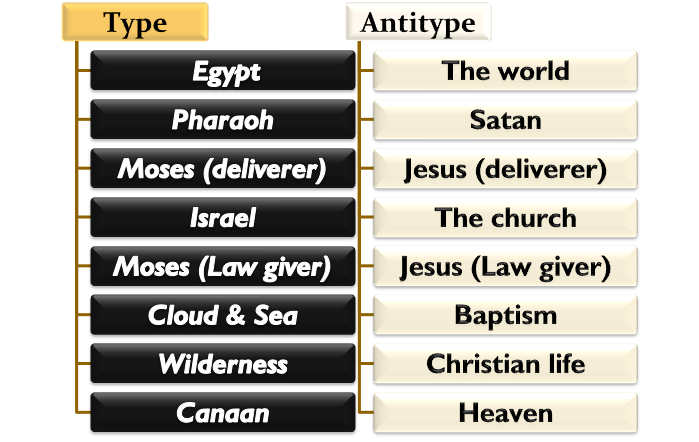 Type
Antitype
Egypt
The world
Pharaoh
Satan
Moses (deliverer)
Jesus (deliverer)
Israel
The church
Moses (Law giver)
Jesus (Law giver)
Cloud & Sea
Baptism
Wilderness
Christian life
Canaan
Heaven